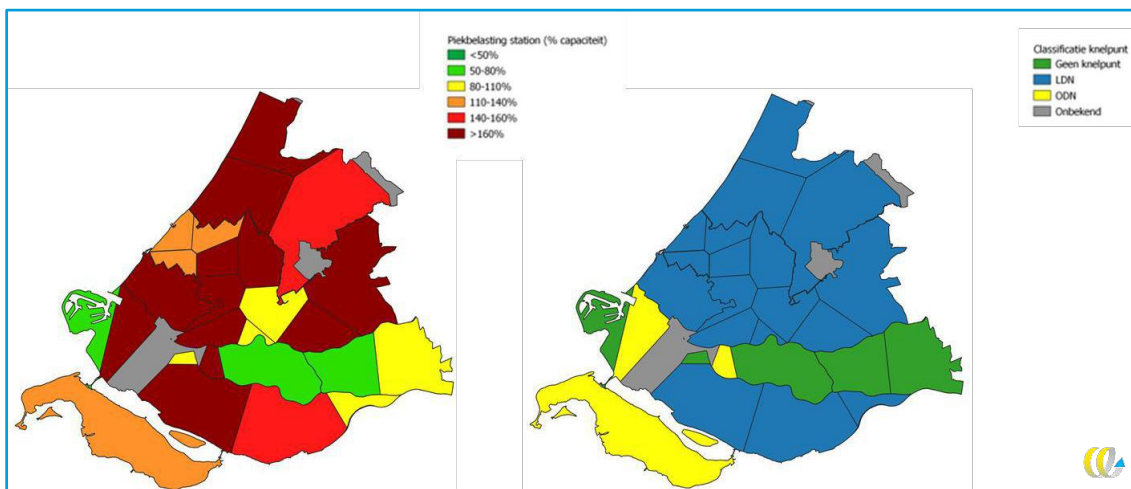 Piekbelasting station (% capaciteit)
<50%
50-80%
80-110%
110-140%
140-160%
>160%
Classificatie knelpunt
Geen knelpunt
LDN
ODN
Onbekend